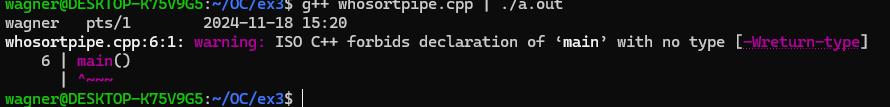 wagner@DESKTOP-K75V9G5:~/OC/ex3$ g++ whosortpipe.cpp | ./a.out
wagner   pts/1        2024-11-18 15:20
whosortpipe.cpp:6:1: warning: ISO C++ forbids declaration of ‘main’ with no type [-Wreturn-type]
    6 | main()
      | ^~~~
wagner@DESKTOP-K75V9G5:~/OC/ex3$